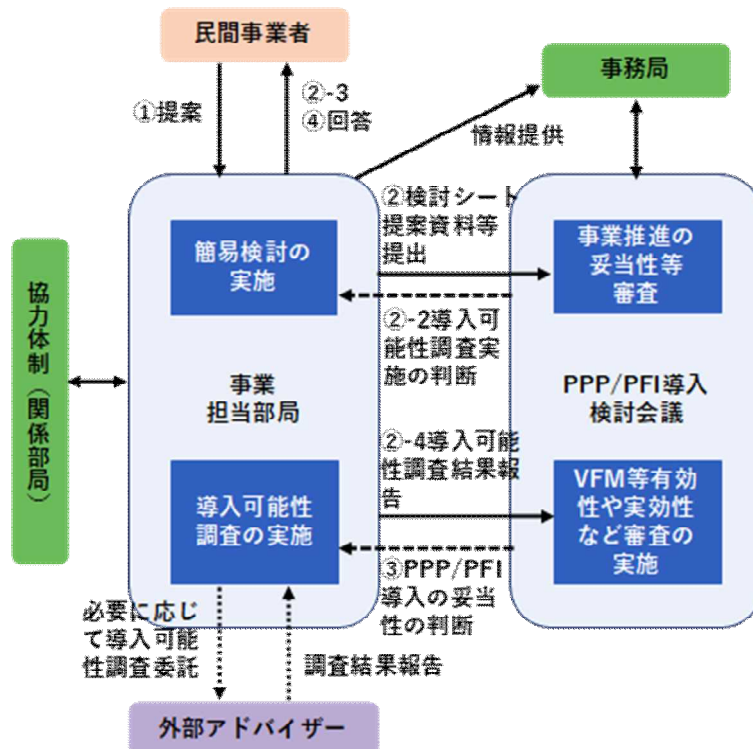 民間事業者
事務局
①提案
②-3
④回答
情報提供
②検討シート
提案資料等
提出
簡易検討の
実施
事業推進の
妥当性等
審査
②-2導入可
能性調査実
施の判断
協力体制（関係部局）
事業
担当部局
PPP/PFI導入
検討会議
②-4導入可能
性調査結果報
告
導入可能性
調査の実施
VFM等有効
性や実効性
など審査の
実施
③PPP/PFI
導入の妥当
性の判断
必要に応じ
て導入可能
性調査委託
調査結果報告
外部アドバイザー